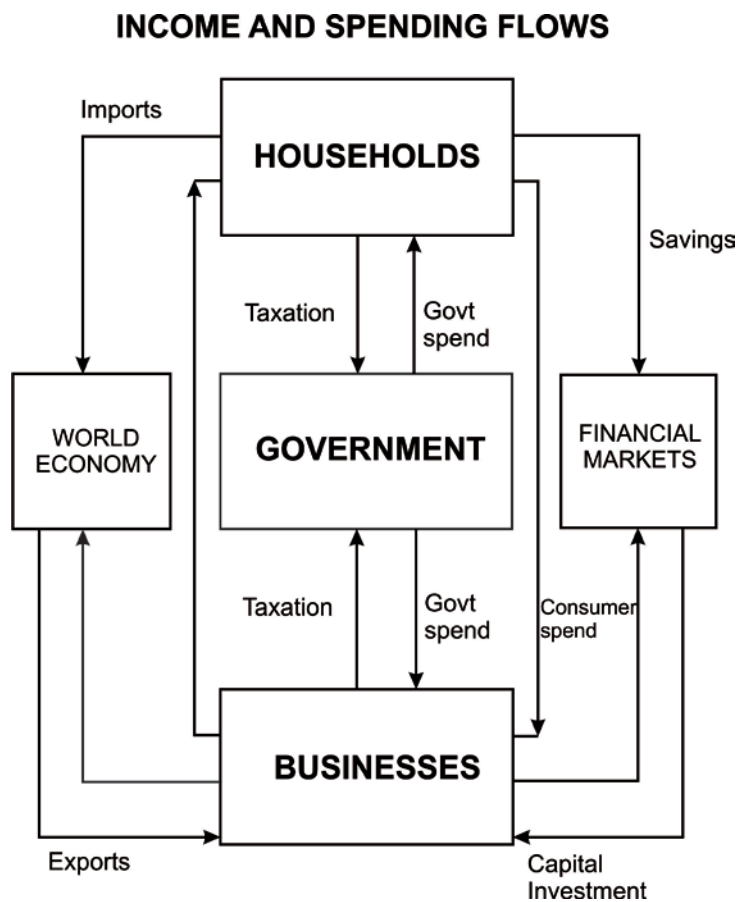 INCOME AND SPENDING FLOWS
Imports
HOUSEHOLDS
Savings
Taxation
Govt
spend
WORLD
ECONOMY
GOVERNMENT
FINANCIAL
MARKETS
Taxation
Govt
spend
Consumer
spend
BUSINESSES
Exports
Capital
Investment